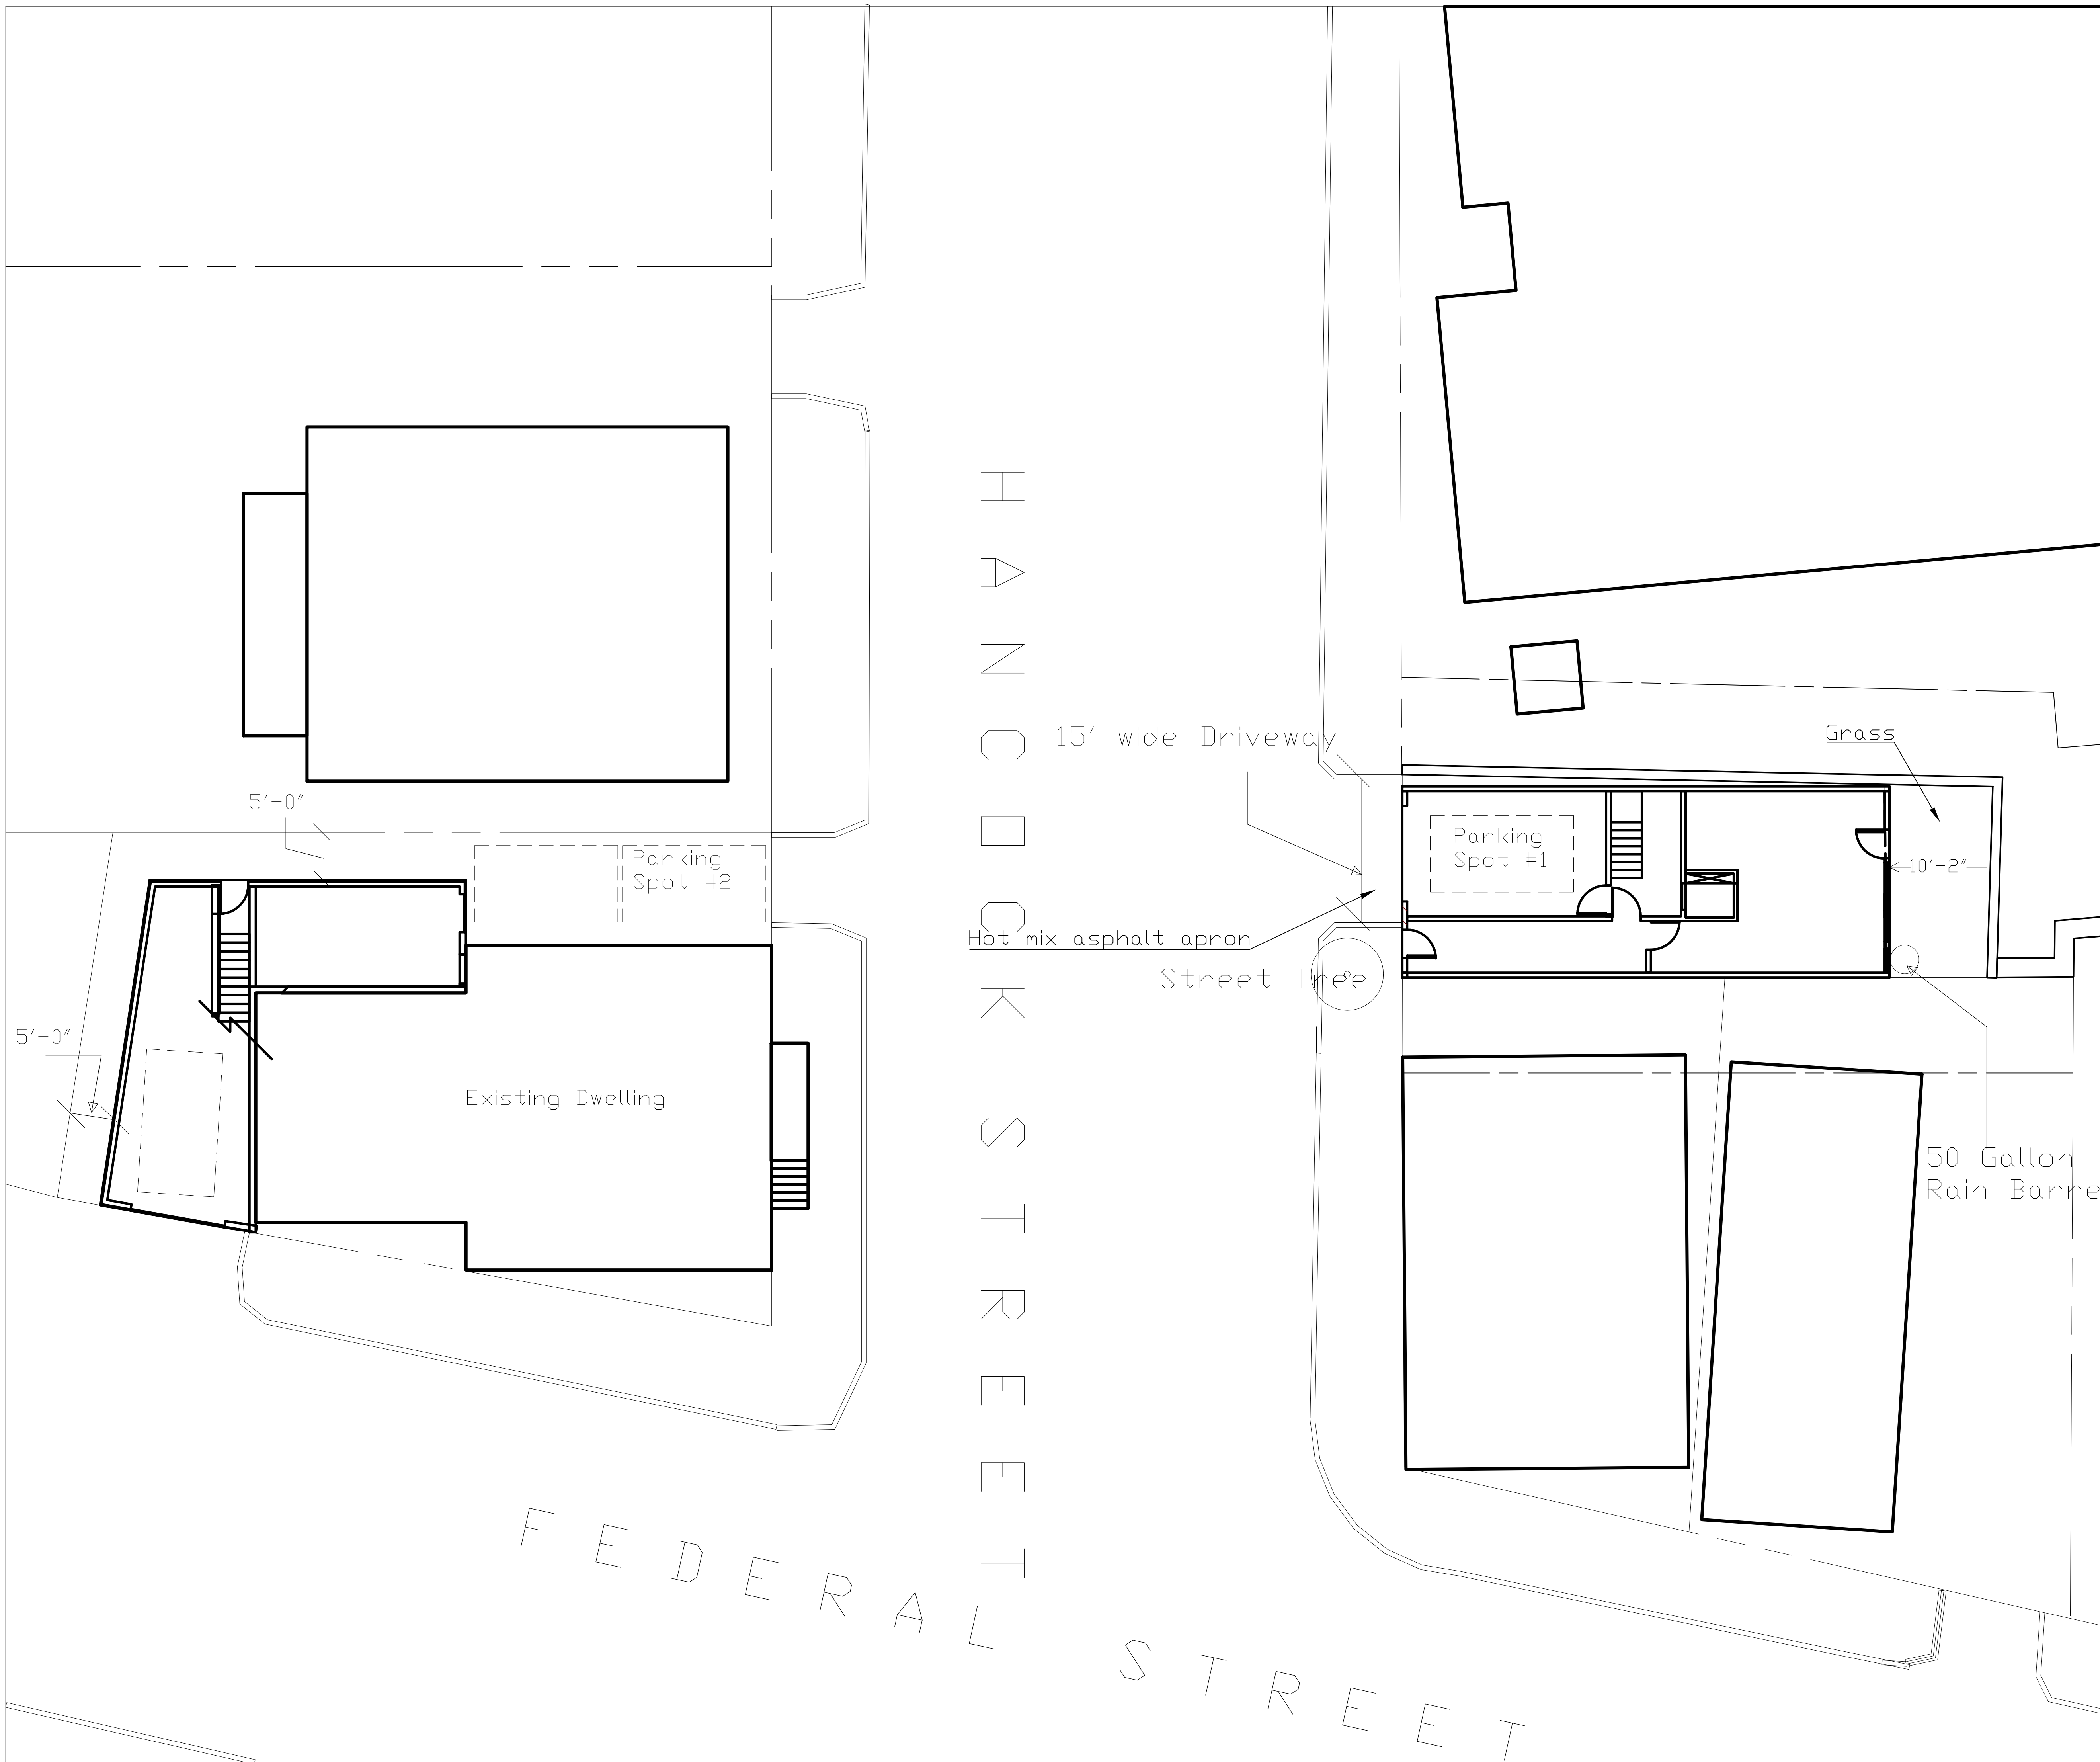 HANCOCK STREET
15' wide Driveway
Grass
5'-0"
Parking
Spot #2
Parking
Spot #1
10'-2"
Hot mix asphalt apron
Street Tree
5'-0"
Existing Dwelling
50 Gallon
Rain Barre
FEDERAL STREET